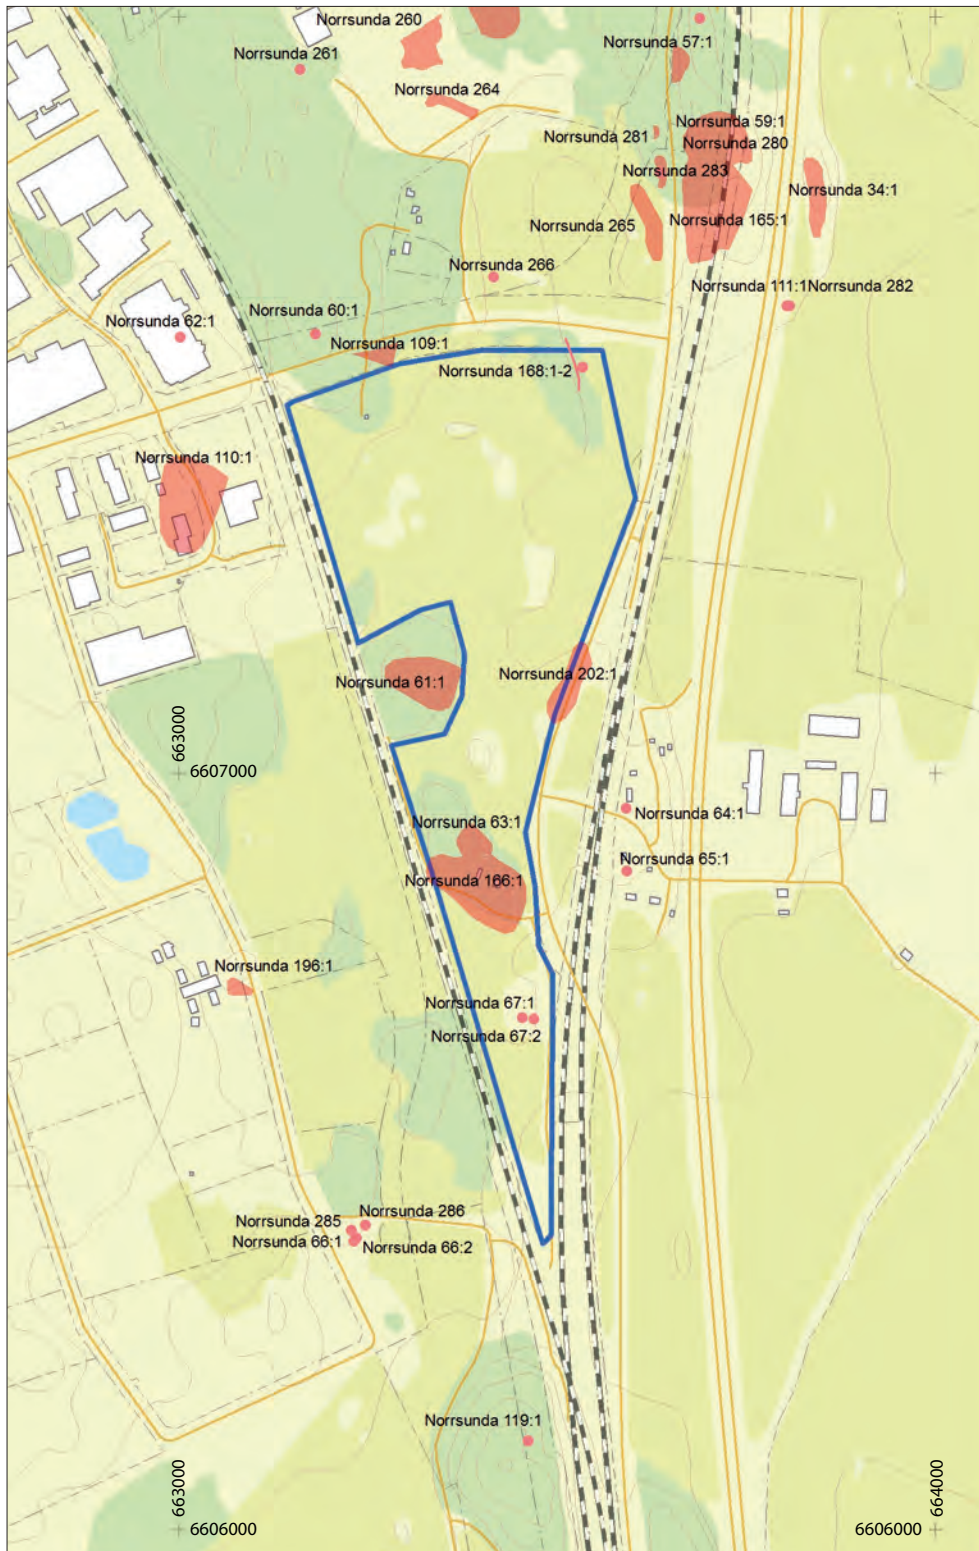 Norrsunda 260
Norrsunda 57:1
Norrsunda 261
Norrsunda 264
Norrsunda 59:1
Norrsunda 281
Norrsunda 280
Norrsunda 283
Norrsunda 34:1
Norrsunda 265
Norrsunda 165:1
Norrsunda 266
Norrsunda 111:1Norrsunda 282
Norrsunda 60:1
Norrsunda 62:1
Norrsunda 109:1
Norrsunda 168:1-2
Norrsunda 110:1
Norrsunda 202:1
Norrsunda 61:1
663000
6607000
Norrsunda 64:1
Norrsunda 63:1
Norrsunda 65:1
Norrsunda 166:1
Norrsunda 196:1
Norrsunda 67:1
Norrsunda 67:2
Norrsunda 286
Norrsunda 285
Norrsunda 66:1
Norrsunda 66:2
Norrsunda 119:1
663000
664000
6606000
6606000